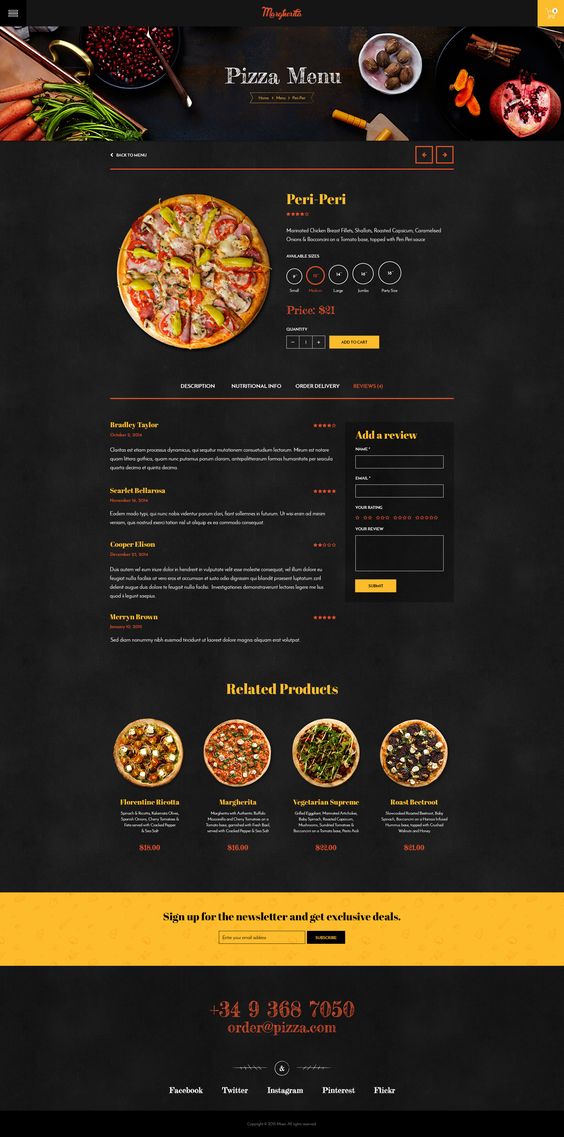 Margherita
Pizza Menu
Home > Menu > Peri-Peri
BACK TO MENU
Peri-Peri
Marinated Chicken Breast Fillets, Shallots, Roasted Capsicum, Caramelised
Onions & Bocconcini on a Tomato base, topped with Peri Peri sauce
AVAILABLE SIZES
9" 12" 14" 16" 18"
Small Medium Large Jumbo Party Size
Price: $21
QUANTITY
- 1 + ADD TO CART
DESCRIPTION NUTRITIONAL INFO ORDER DELIVERY REVIEWS (4)
Bradley Taylor
October 2, 2014
Claritas est etiam processus dynamicus, qui sequitur mutationem consuetudium lectorum. Mirum est notare
quam littera gothica, quam nunc putamus parum claram, anteposuerit litterarum formas humanitatis per seacula
quarta decima et quinta decima.
Scarlet Bellarosa
November 16, 2014
Eodem modo typi, qui nunc nobis videntur parum clari, fiant sollemnes in futurum. Ut wisi enim ad minim
veniam, quis nostrud exerci tation nisl ut aliquip ex ea commodo consequat.
Cooper Elison
December 23, 2014
Duis autem vel eum iriure dolor in hendrerit in vulputate velit esse molestie consequat, vel illum dolore eu
feugiat nulla facilisis at vero eros et accumsan et iusto odio dignissim qui blandit praesent luptatum zzril
delenit augue duis dolore te feugait nulla facilisi. Investigationes demonstraverunt lectores legere me lius
quod ii legunt saepius.
Merryn Brown
January 10, 2015
Sed diam nonummy nibh euismod tincidunt ut laoreet dolore magna aliquam erat volutpat.
Add a review
NAME *
EMAIL *
YOUR RATING
YOUR REVIEW
SUBMIT
Related Products
Florentine Ricotta
Spinach & Ricotta, Kalamata Olives,
Spanish Onions, Cherry Tomatoes &
Feta served with Cracked Pepper
& Sea Salt
$18.00
Margherita
Margherita with Authentic Buffalo
Mozzarella and Cherry Tomatoes on a
Tomato base, garnished with Fresh Basil,
served with Cracked Pepper & Sea Salt
$16.00
Vegetarian Supreme
Grilled Eggplant, Marinated Artichokes,
Baby Spinach, Roasted Capsicum,
Mushrooms, Sundried Tomatoes &
Bocconcini on a Tomato base, Pesto Aioli
$22.00
Roast Beetroot
Slowcooked Roasted Beetroot, Baby
Spinach, Bocconcini on a Harissa Infused
Hummus base, topped with Crushed
Walnuts and Honey
$21.00
Sign up for the newsletter and get exclusive deals.
Enter your email address SUBSCRIBE
+34 9 368 7050
order@pizza.com
&
Facebook Twitter Instagram Pinterest Flickr